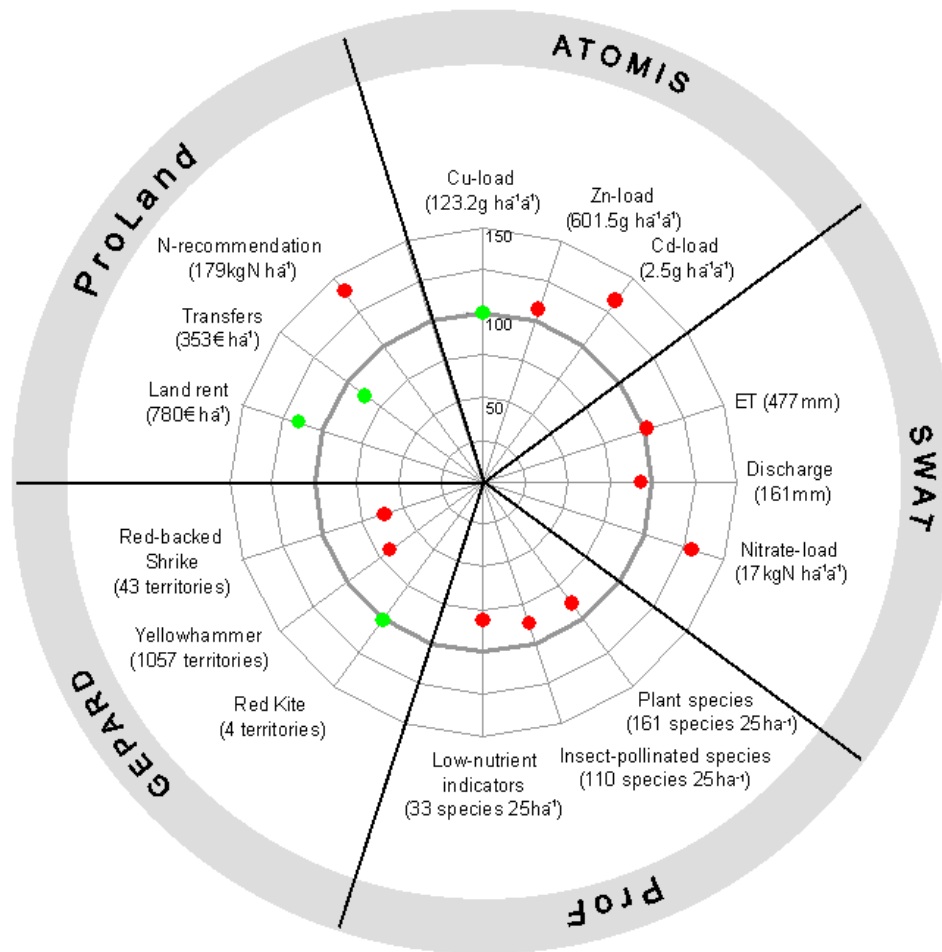 ATOMIS
ProLand
Cu-load
(123.2g ha⁻¹a⁻¹)
Zn-load
(601.5g ha⁻¹a⁻¹)
Cd-load
(2.5g ha⁻¹a⁻¹)
N-recommendation
(179kgN ha⁻¹)
Transfers
(353€ ha⁻¹)
Land rent
(780€ ha⁻¹)
150
100
50
ET (477mm)
Discharge
(161mm)
Nitrate-load
(17kgN ha⁻¹a⁻¹)
SWAT
Red-backed
Shrike
(43 territories)
Yellowhammer
(1057 territories)
Red Kite
(4 territories)
GEPARD
Plant species
(161 species 25ha⁻¹)
Insect-pollinated species
(110 species 25ha⁻¹)
Low-nutrient
indicators
(33 species 25ha⁻¹)
ProF